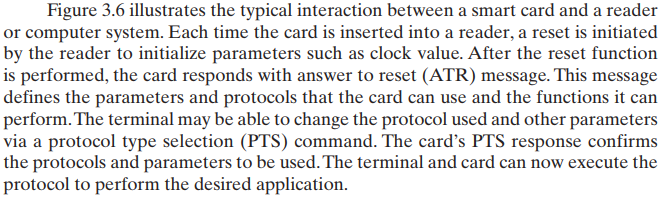 Figure 3.6 illustrates the typical interaction between a smart card and a reader
or computer system. Each time the card is inserted into a reader, a reset is initiated
by the reader to initialize parameters such as clock value. After the reset function
is performed, the card responds with answer to reset (ATR) message. This message
defines the parameters and protocols that the card can use and the functions it can
perform. The terminal may be able to change the protocol used and other parameters
via a protocol type selection (PTS) command. The card's PTS response confirms
the protocols and parameters to be used. The terminal and card can now execute the
protocol to perform the desired application.